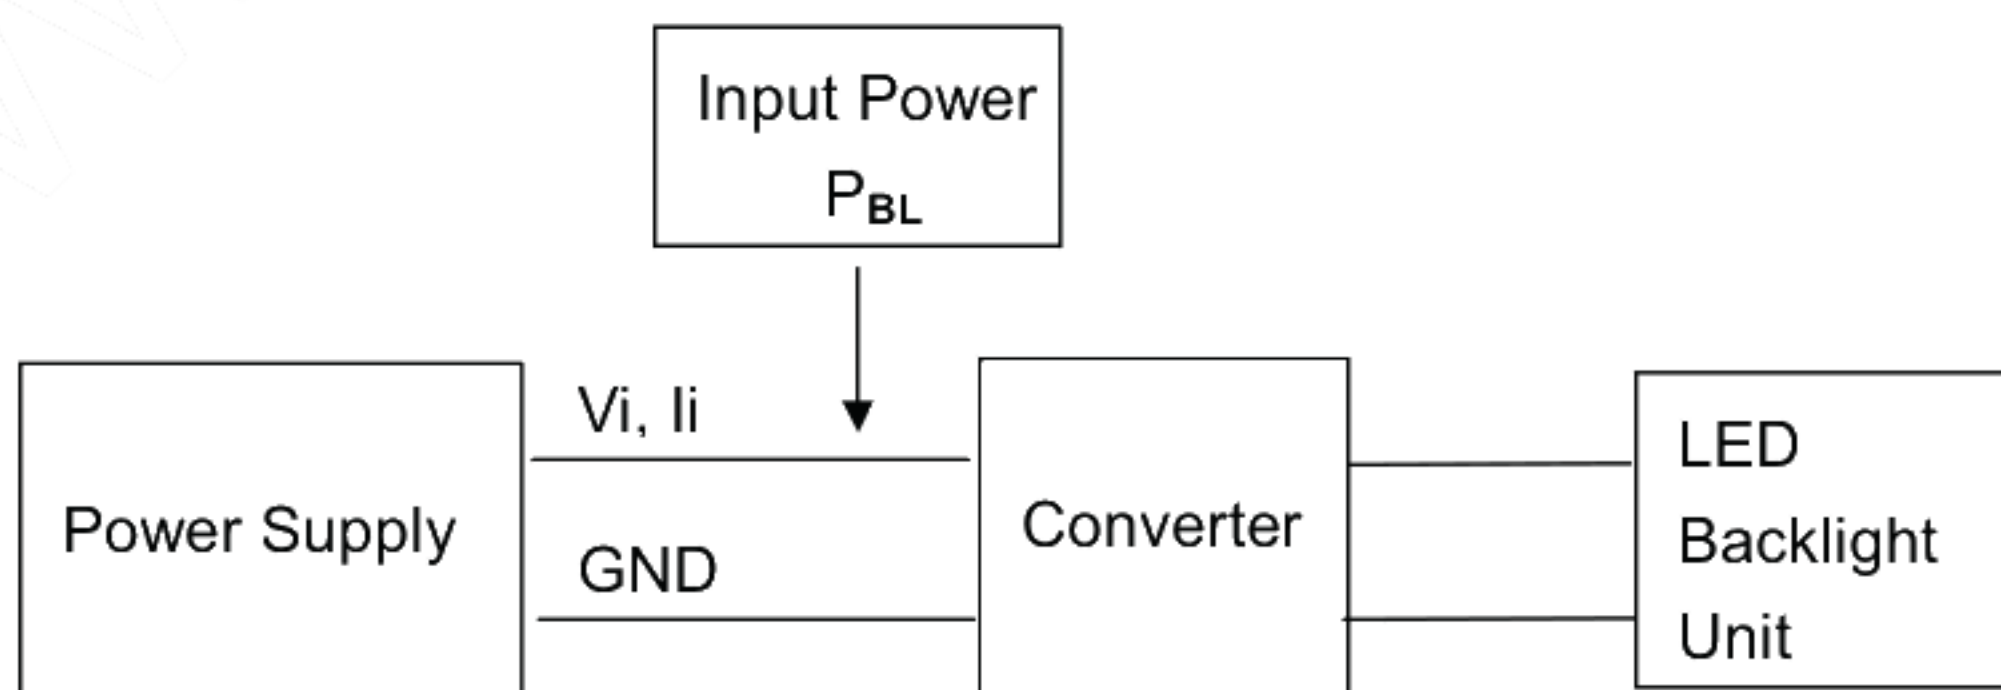 Input Power
PBL
Vi, Ii
Power Supply
GND
Converter
LED
Backlight
Unit